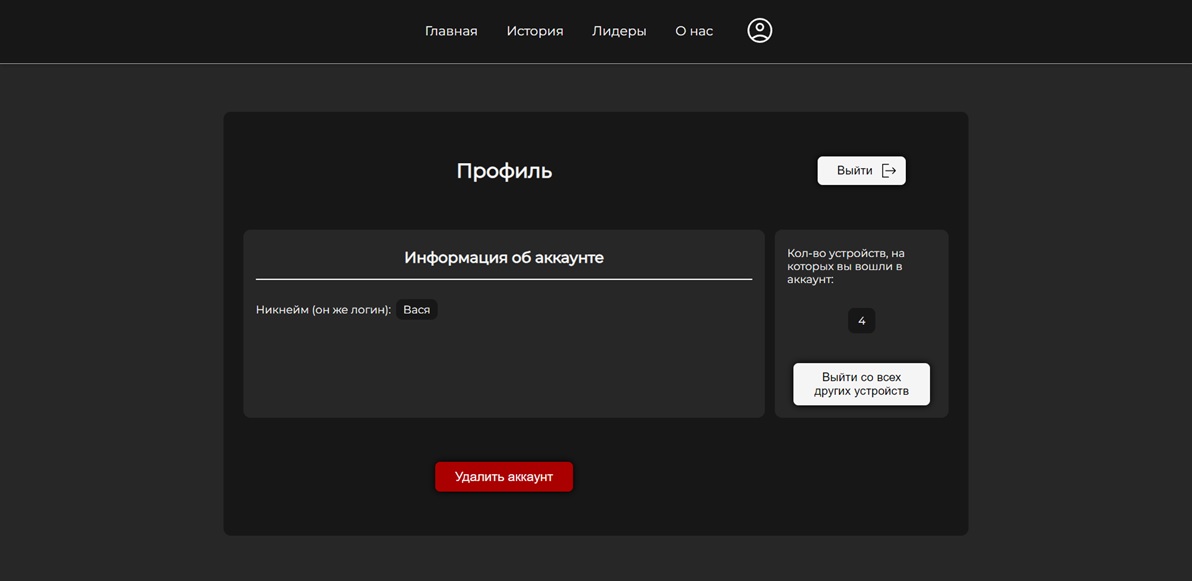 Главная История Лидеры О нас
Профиль
Выйти
Информация об аккаунте
Никнейм (он же логин): Вася
Кол-во устройств, на
которых вы вошли в
аккаунт:
4
Выйти со всех
других устройств
Удалить аккаунт